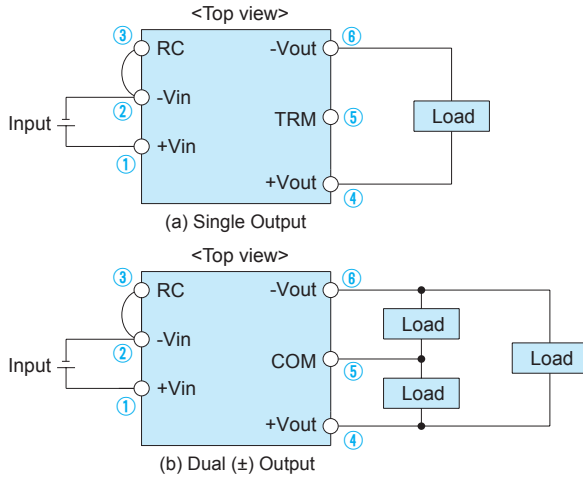 <Top view>
③ RC -Vout ⑥
② -Vin
Input TRM ⑤ Load
① +Vin
+Vout ④
(a) Single Output
<Top view>
③ RC -Vout ⑥
Load
② -Vin
Input COM ⑤ Load
① +Vin Load
+Vout ④
(b) Dual (±) Output